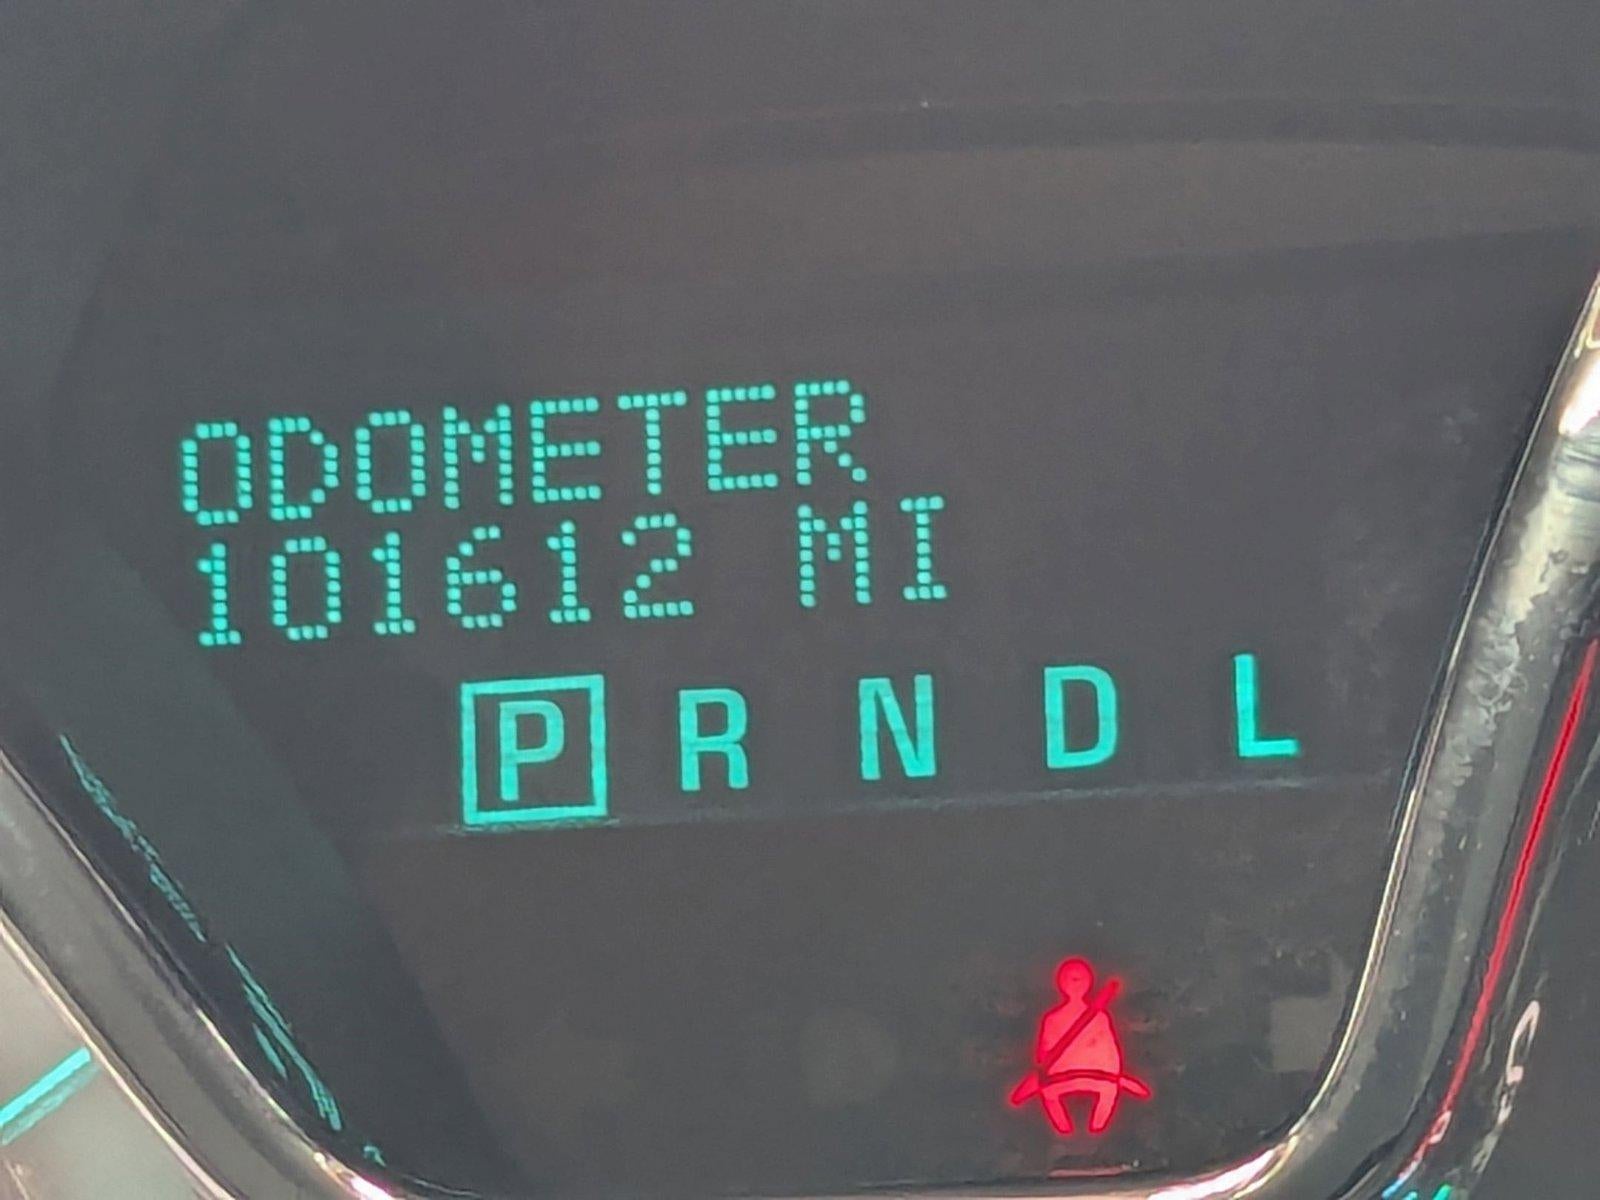 ODOMETER
101612 MI
P R N D L